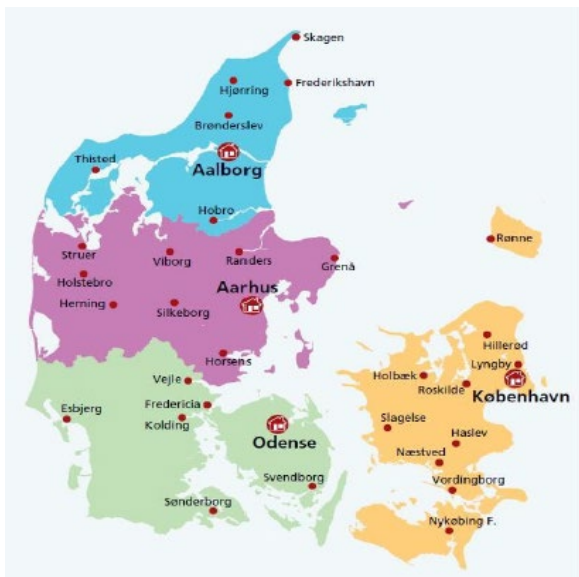 Skagen
Hjørring
Frederikshavn
Brønderslev
Thisted
Aalborg
Hobro
Struer
Viborg
Randers
Grenå
Rønne
Holstebro
Herning
Silkeborg
Aarhus
Horsens
Hillerød
Lyngby
Holbæk
Roskilde
København
Vejle
Fredericia
Esbjerg
Kolding
Odense
Slagelse
Haslev
Næstved
Svendborg
Vordingborg
Sønderborg
Nykøbing F.